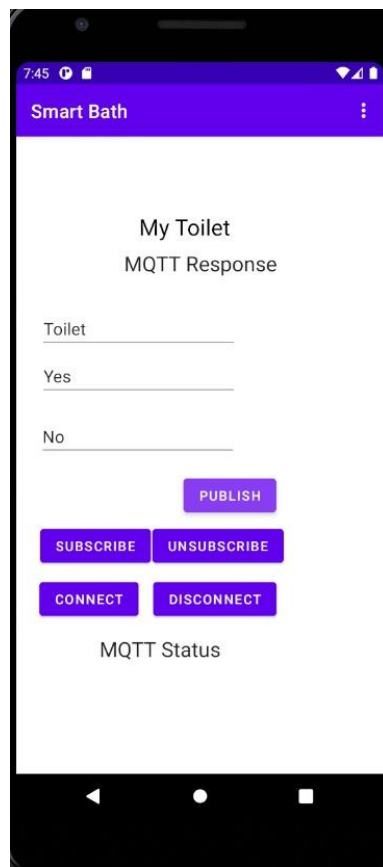 7:45
Smart Bath
My Toilet
MQTT Response
Toilet
Yes
No
PUBLISH
SUBSCRIBE UNSUBSCRIBE
CONNECT DISCONNECT
MQTT Status